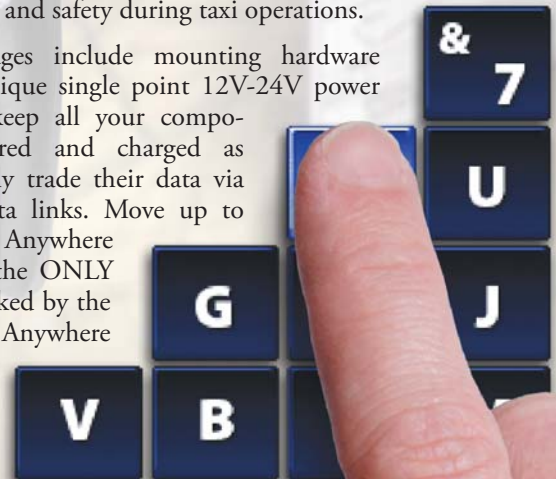 and safety during taxi operations.
ges include mounting hardware
ique single point 12V-24V power
keep all your compo-
red and charged as
y trade their data via
ta links. Move up to
Anywhere
the ONLY
ked by the
Anywhere
&
7
U
G
J
V
B